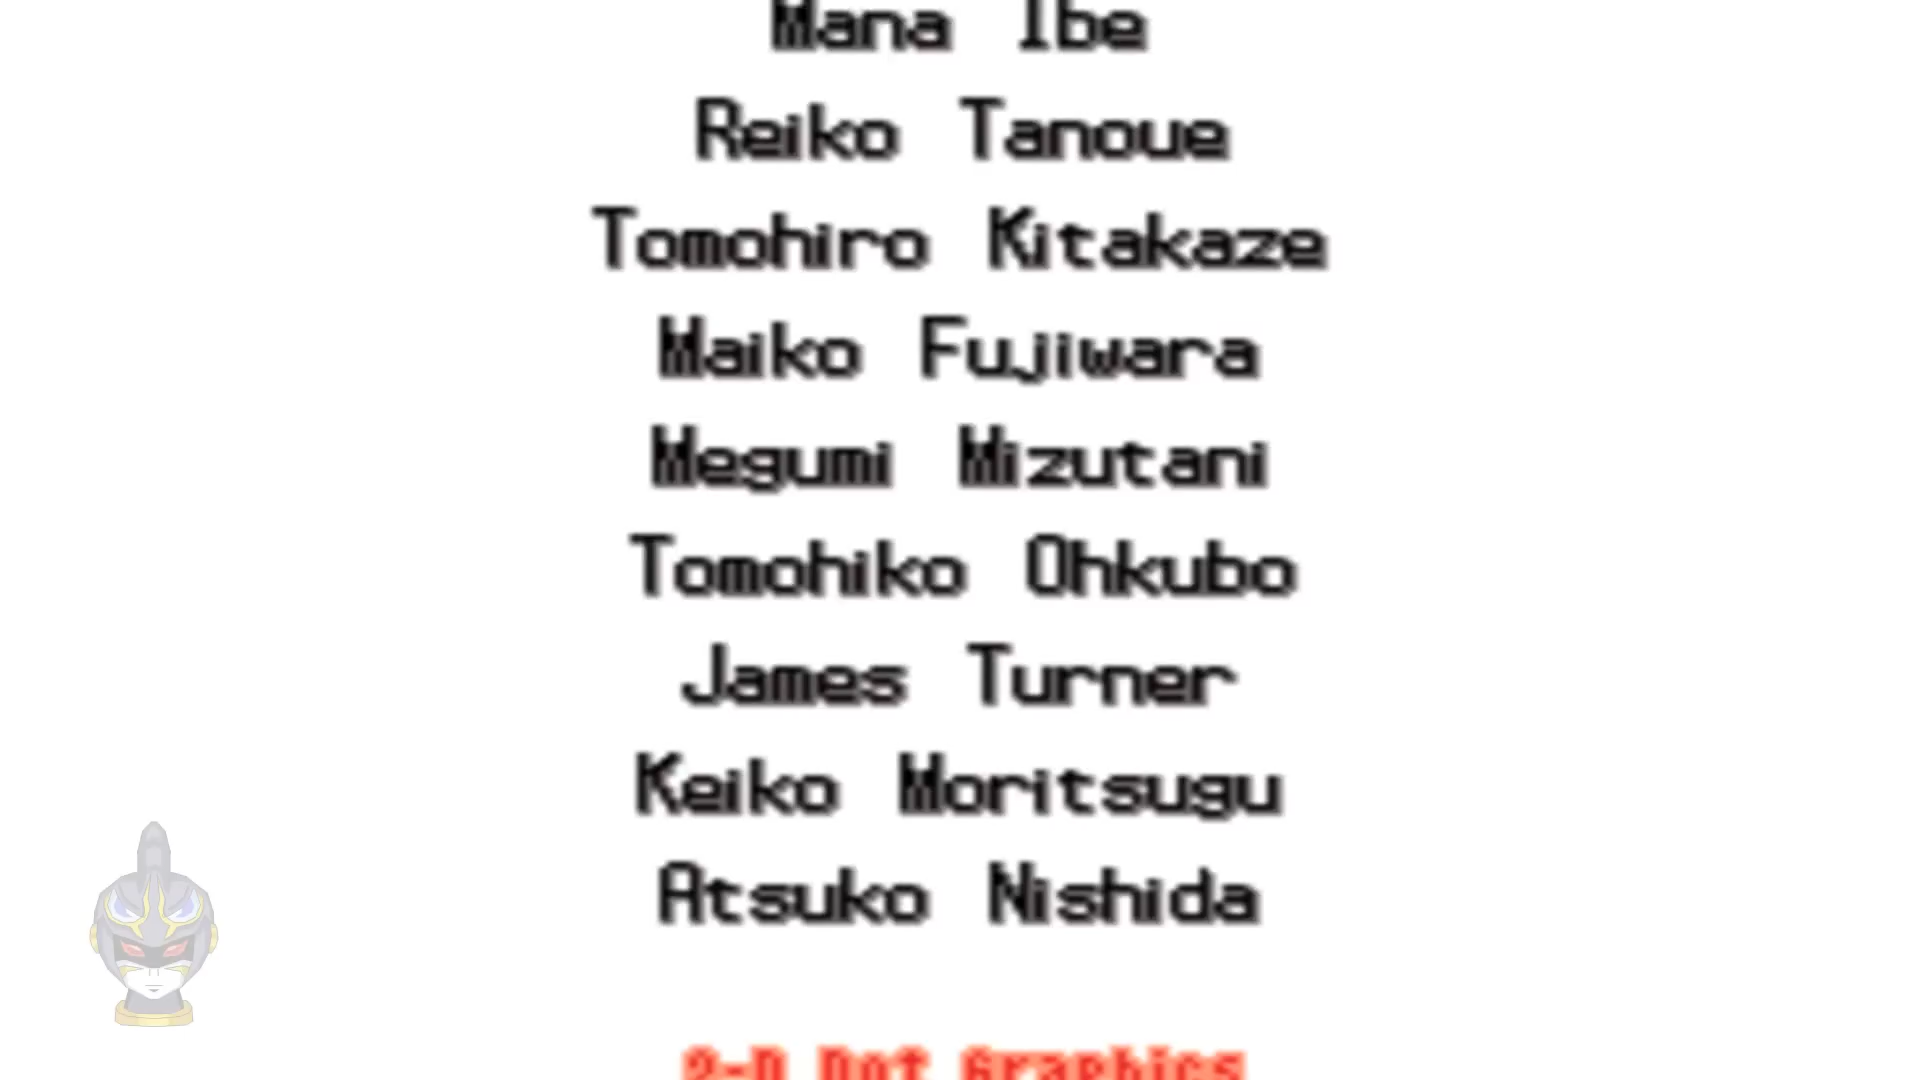 Mana Ibe
Reiko Tanoue
Tomohiro Kitakaze
Maiko Fujiwara
Megumi Mizutani
Tomohiko Ohkubo
James Turner
Keiko Moritsugu
Atsuko Nishida
2-D Dot Graphics